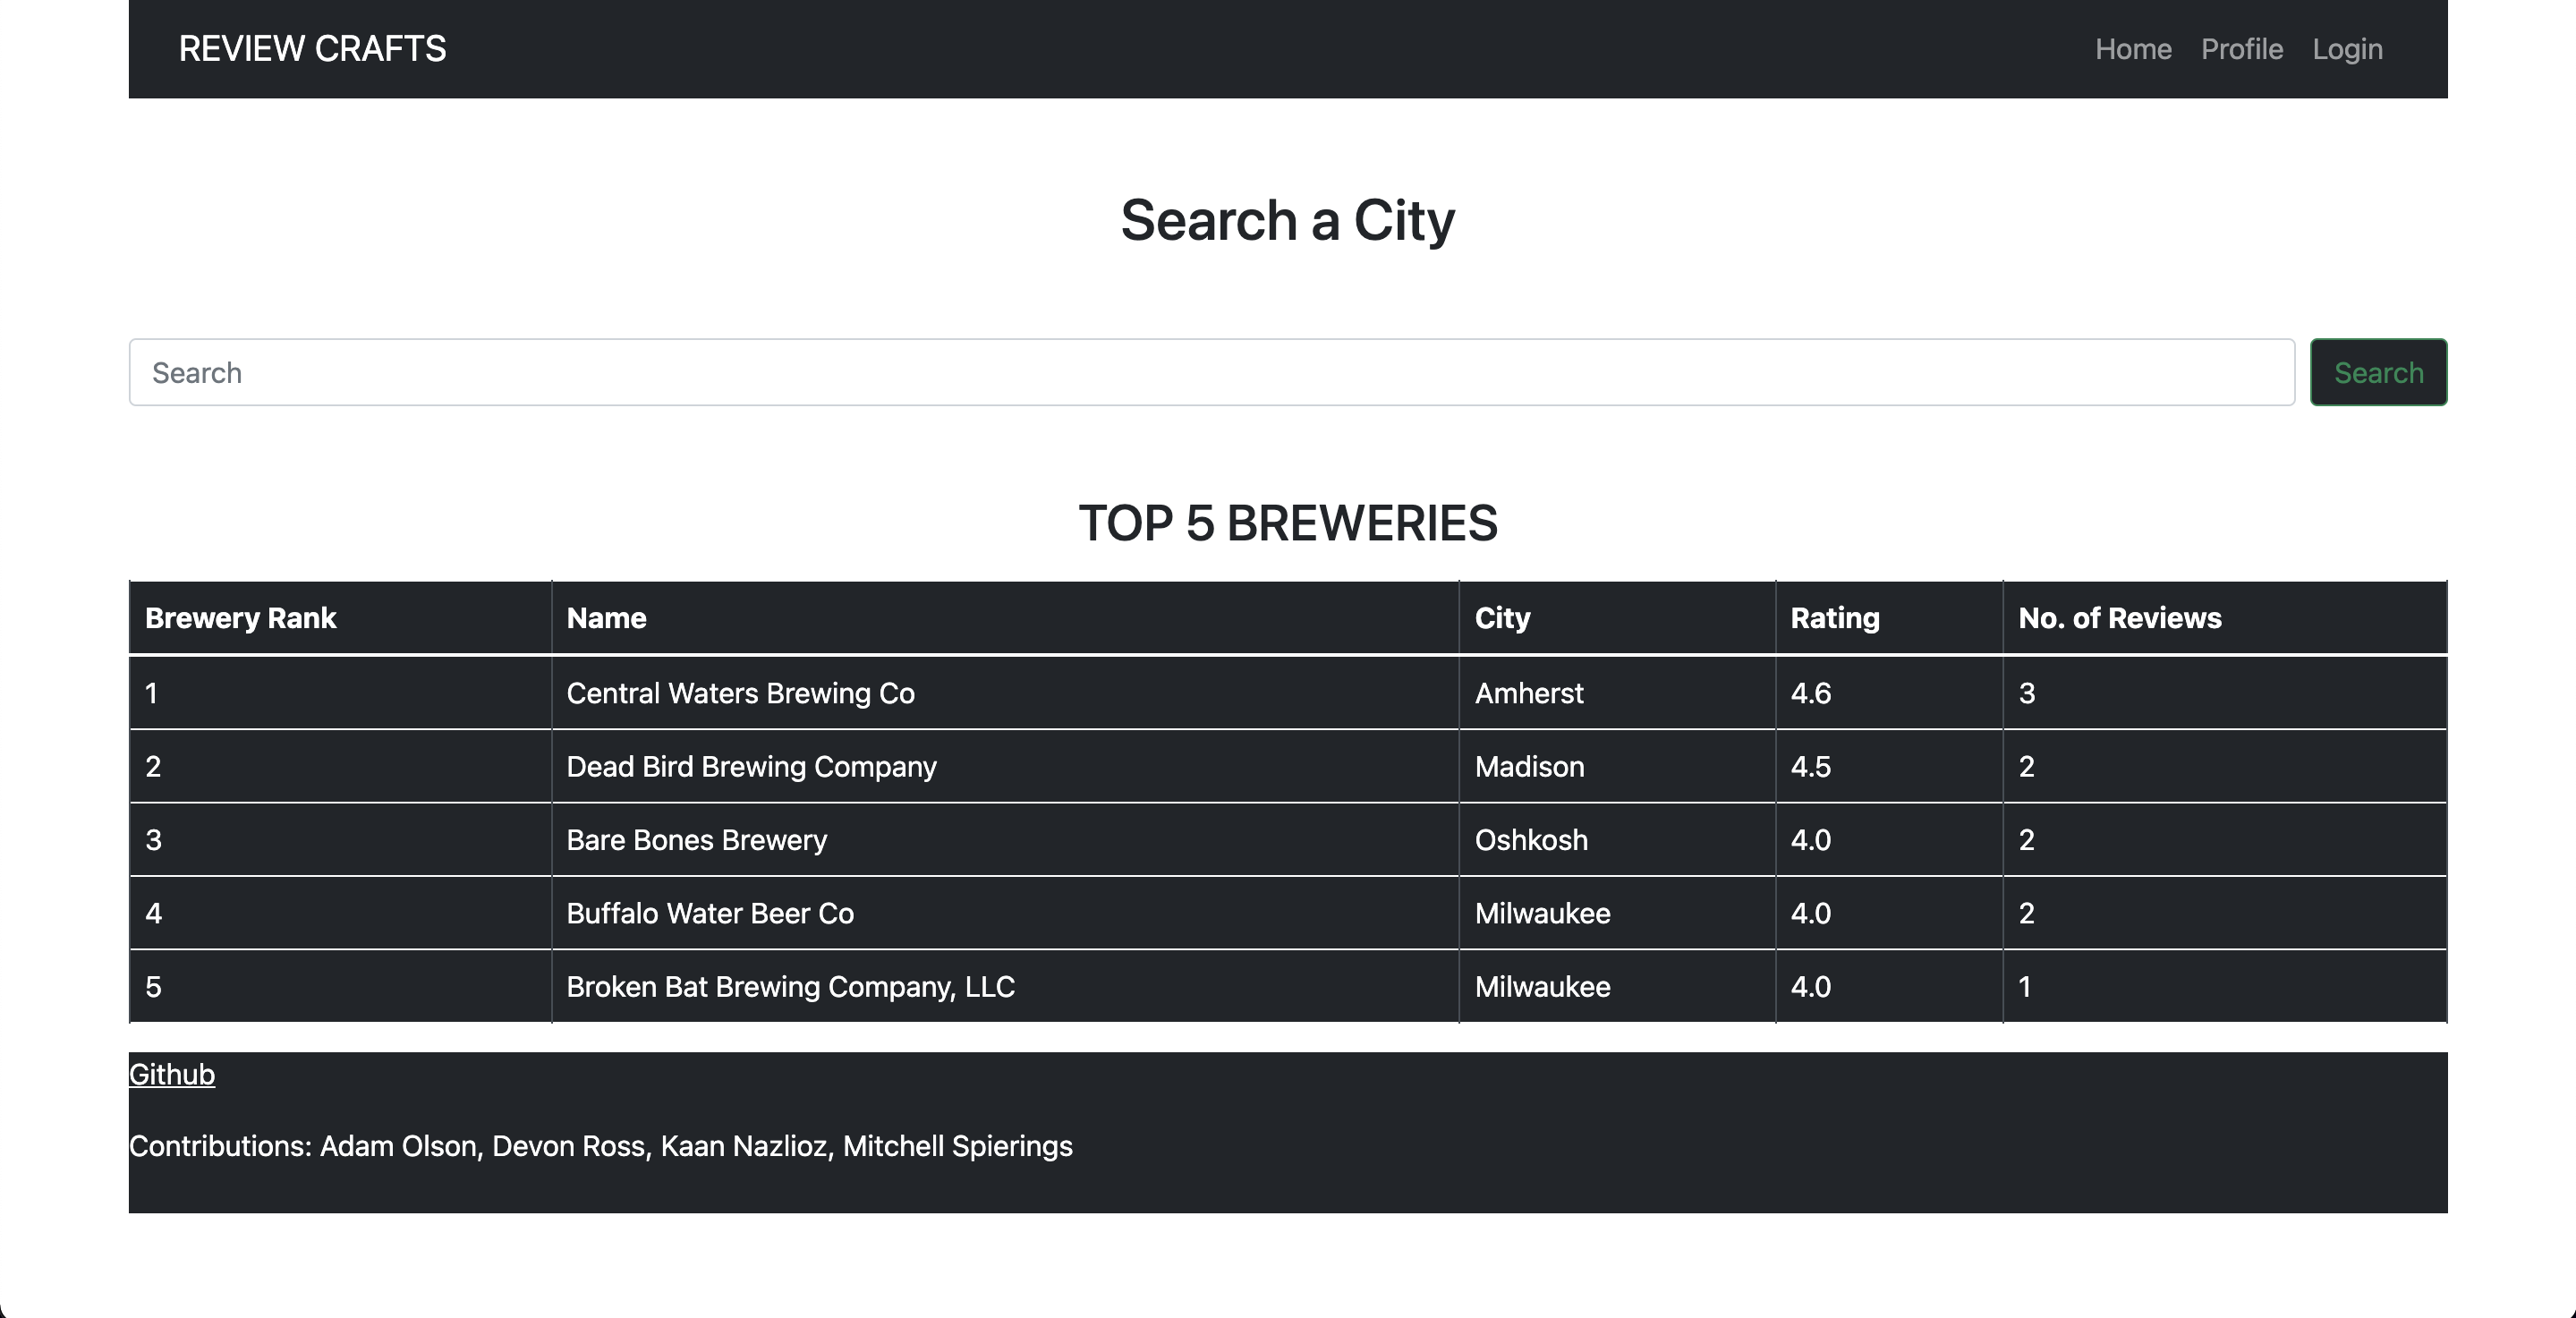 REVIEW CRAFTS Home Profile Login
Search a City
Search Search
TOP 5 BREWERIES
Brewery Rank Name City Rating No. of Reviews
1 Central Waters Brewing Co Amherst 4.6 3
2 Dead Bird Brewing Company Madison 4.5 2
3 Bare Bones Brewery Oshkosh 4.0 2
4 Buffalo Water Beer Co Milwaukee 4.0 2
5 Broken Bat Brewing Company, LLC Milwaukee 4.0 1
Github
Contributions: Adam Olson, Devon Ross, Kaan Nazlioz, Mitchell Spierings